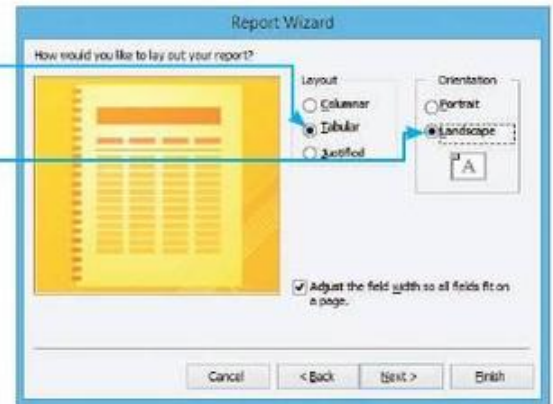 Report Wizard
How would you like to lay out your report?
Layout
Columnar
Tabular
Justified
Orientation
Portrait
Landscape
A
Adjust the field width so all fields fit on
a page.
Cancel
< Back
Next >
Finish